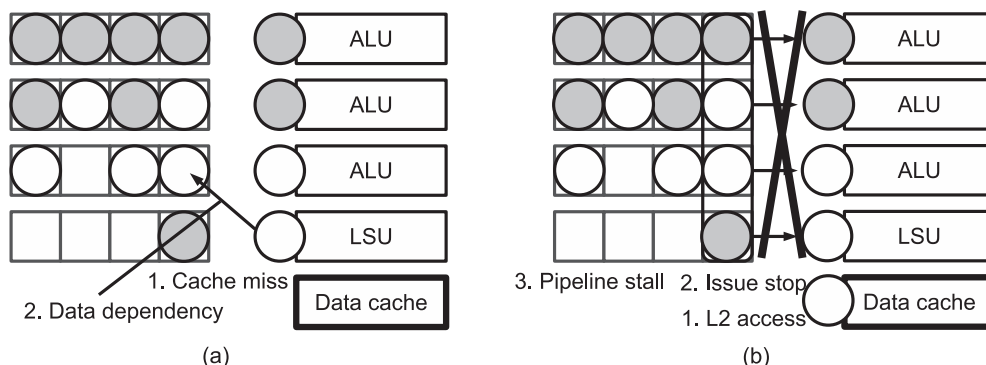 ALU
ALU
ALU
LSU
1. Cache miss
2. Data dependency
Data cache
(a)
ALU
ALU
ALU
LSU
3. Pipeline stall
2. Issue stop
1. L2 access
Data cache
(b)